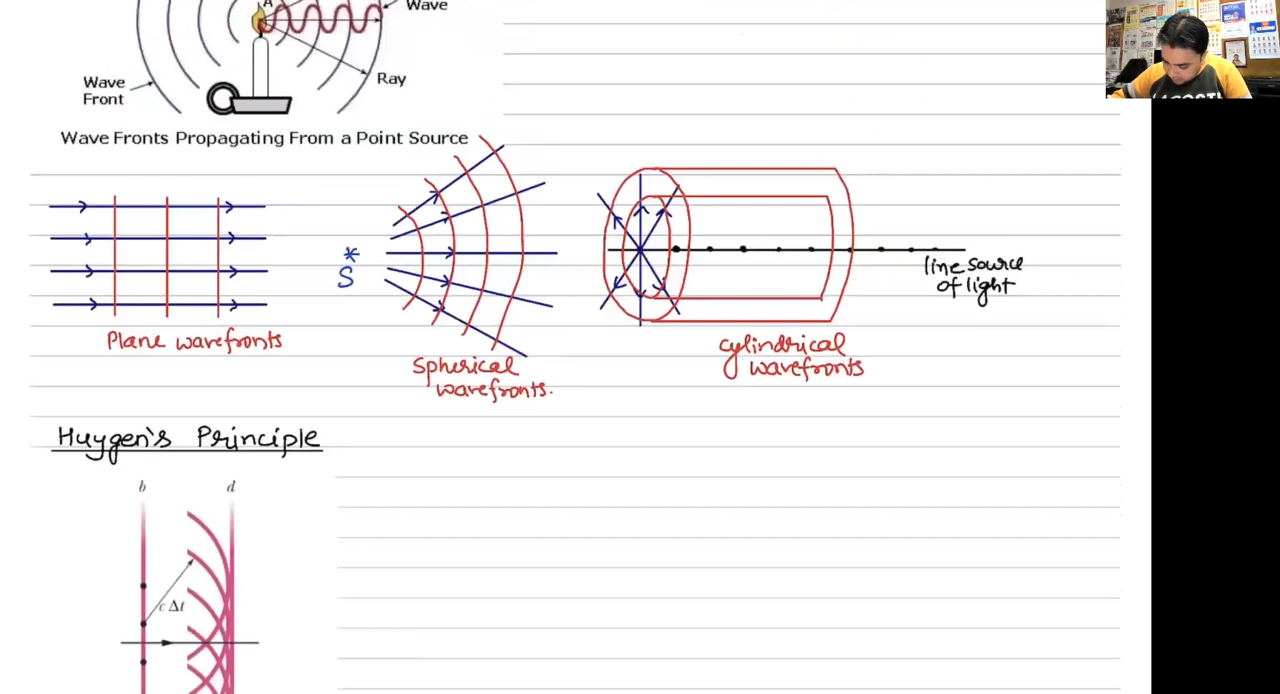 A
Wave
Wave
Front
Ray
Wave Fronts Propagating From a Point Source
S
line source
of light
Plane wavefronts
Spherical
wavefronts.
cylindrical
wavefronts
Huygen's Principle
b
d
c Δt